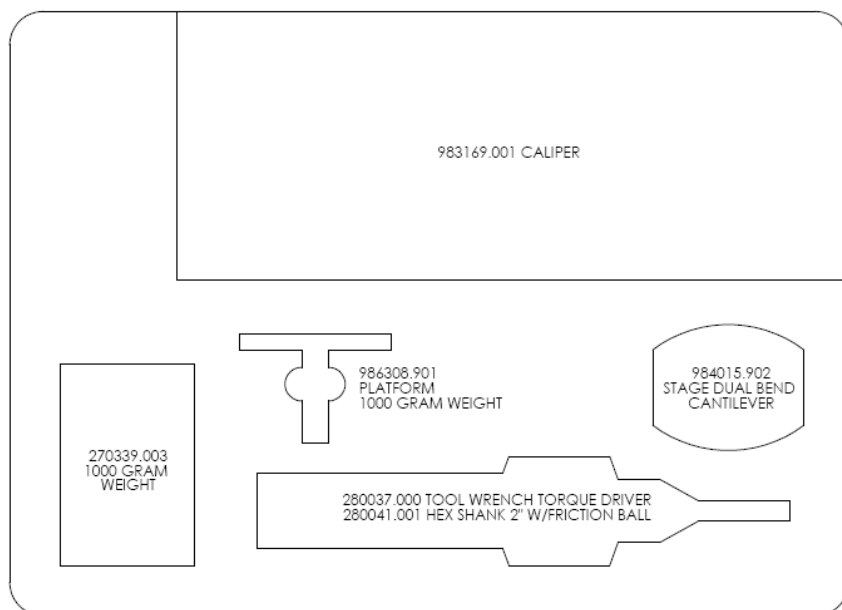 983169.001 CALIPER
986308.901
PLATFORM
1000 GRAM WEIGHT
984015.902
STAGE DUAL BEND
CANTILEVER
270339.003
1000 GRAM
WEIGHT
280037.000 TOOL WRENCH TORQUE DRIVER
280041.001 HEX SHANK 2" W/FRICTION BALL